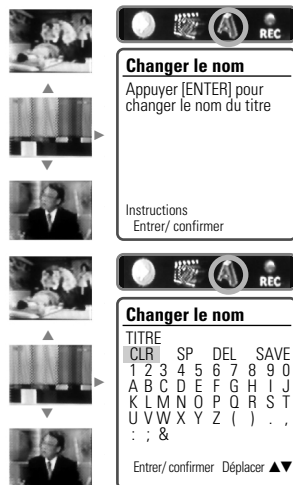 REC
Changer le nom
Appuyer [ENTER] pour
changer le nom du titre
Instructions
Entrer/ confirmer
REC
Changer le nom
TITRE
CLR SP DEL SAVE
1 2 3 4 5 6 7 8 9 0
A B C D E F G H I J
K L M N O P Q R S T
U V W X Y Z ( ) . ,
: ; &
Entrer/ confirmer Déplacer ▲▼